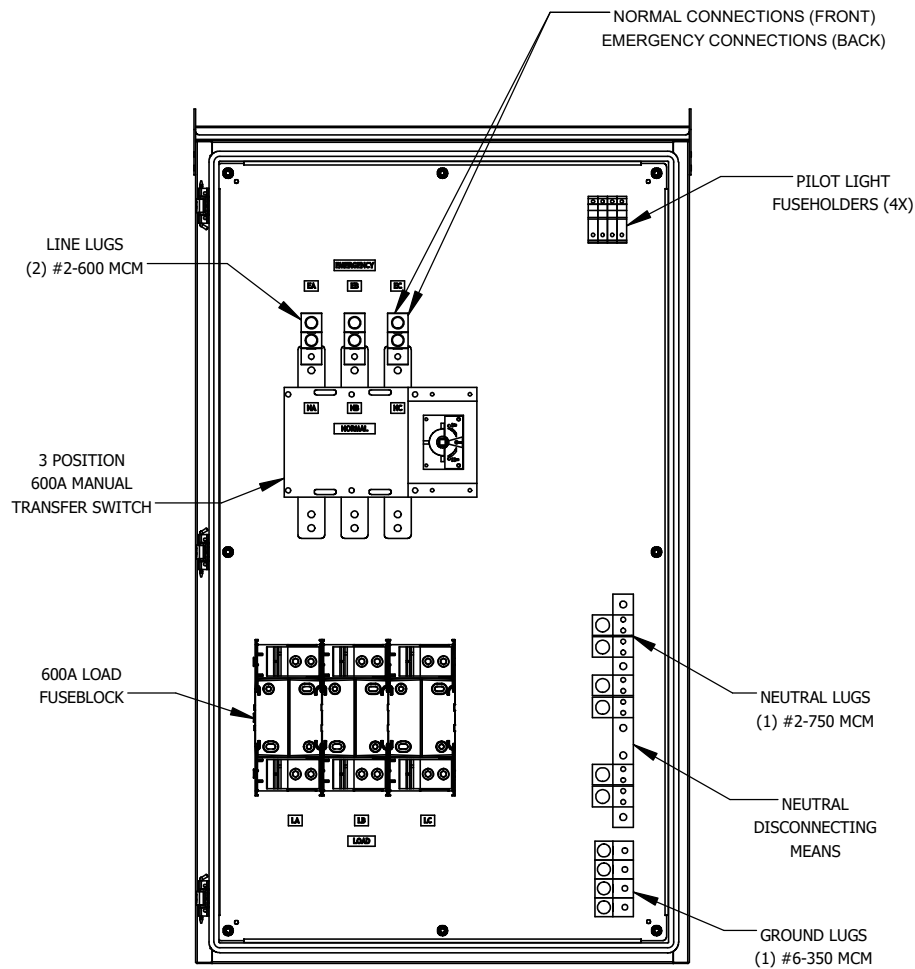 NORMAL CONNECTIONS (FRONT)
EMERGENCY CONNECTIONS (BACK)
PILOT LIGHT
FUSEHOLDERS (4X)
LINE LUGS
(2) #2-600 MCM
EMERGENCY
EA EB EC
NA NB NC
NORMAL
3 POSITION
600A MANUAL
TRANSFER SWITCH
600A LOAD
FUSEBLOCK
NEUTRAL LUGS
(1) #2-750 MCM
LA LB LC
LOAD
NEUTRAL
DISCONNECTING
MEANS
GROUND LUGS
(1) #6-350 MCM